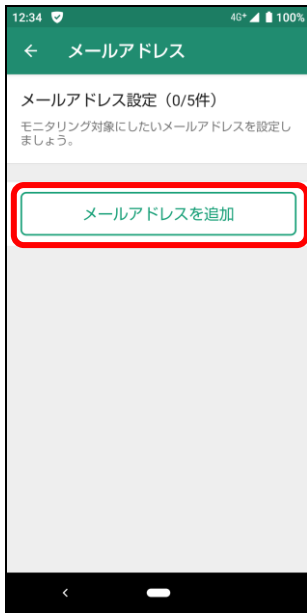 12:34 4G+ 100%
メールアドレス
メールアドレス設定（0/5件）
モニタリング対象にしたいメールアドレスを設定し
ましょう。
メールアドレスを追加